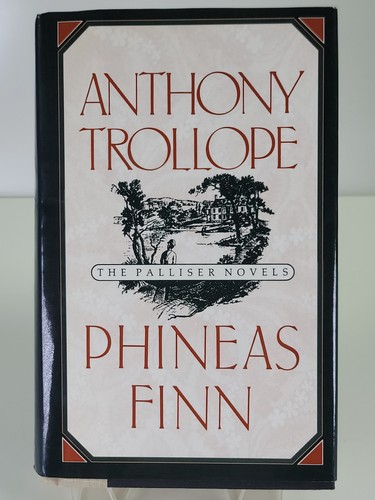 ANTHONY
TROLLOPE
THE PALLISER NOVELS
PHINEAS
FINN